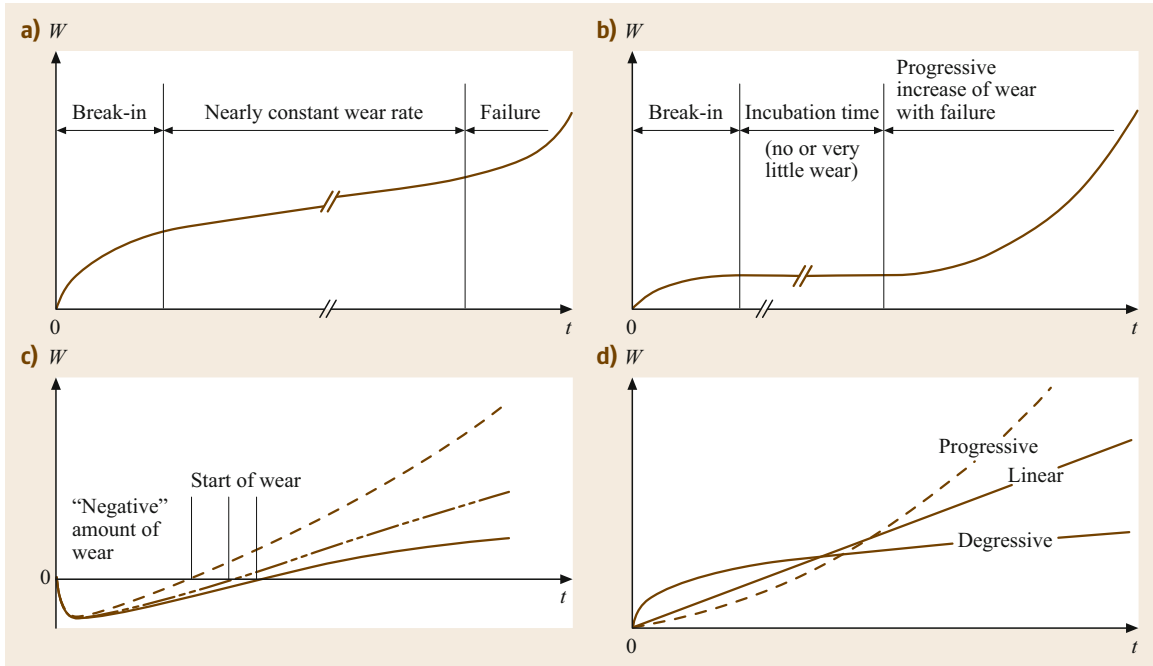 a) W
Break-in
Nearly constant wear rate
Failure
0
t
b) W
Break-in
Incubation time
(no or very
little wear)
Progressive
increase of wear
with failure
0
t
c) W
"Negative"
amount of
wear
Start of wear
0
t
d) W
Progressive
Linear
Degressive
0
t